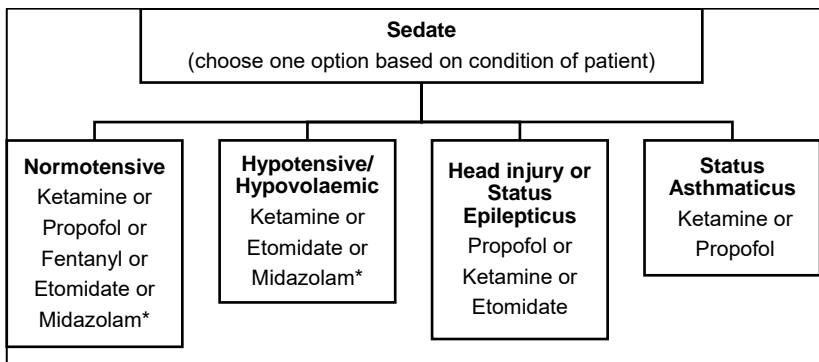 Sedate
(choose one option based on condition of patient)
Normotensive
Ketamine or
Propofol or
Fentanyl or
Etomidate or
Midazolam*
Hypotensive/
Hypovolaemic
Ketamine or
Etomidate or
Midazolam*
Head injury or
Status
Epilepticus
Propofol or
Ketamine or
Etomidate
Status
Asthmaticus
Ketamine or
Propofol